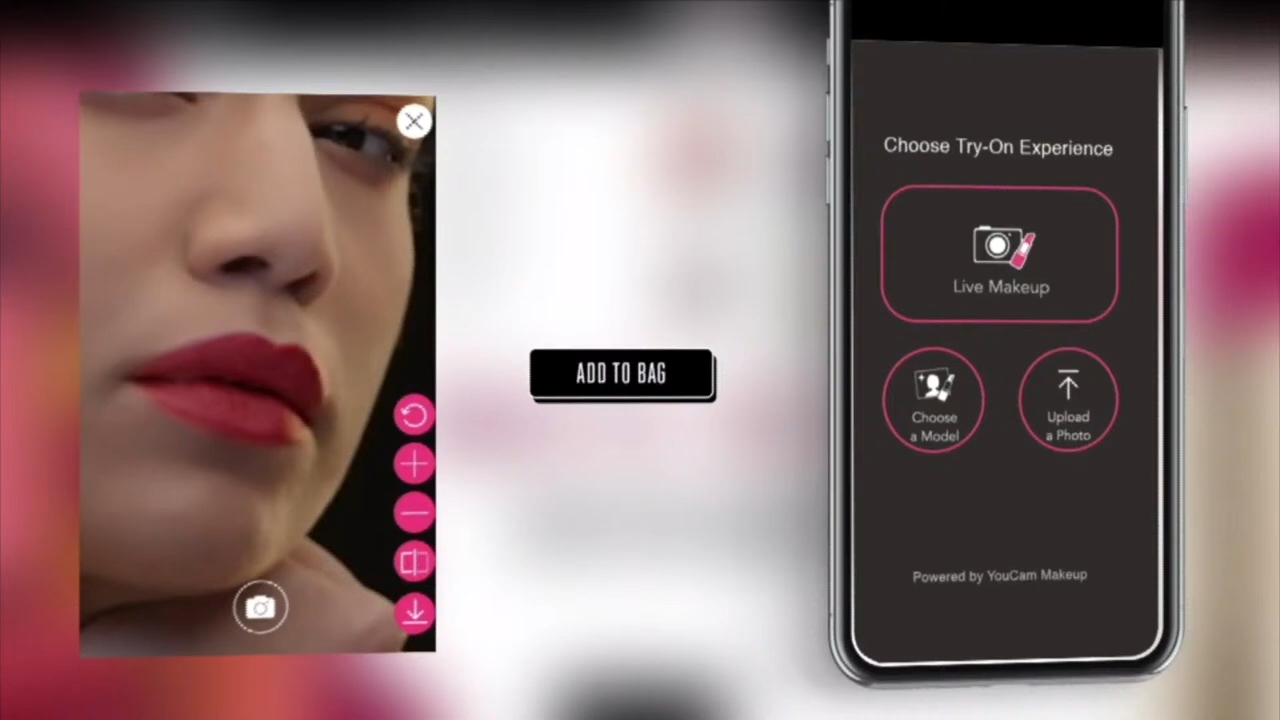 ADD TO BAG
Choose Try-On Experience
Live Makeup
Choose
a Model
Upload
a Photo
Powered by YouCam Makeup